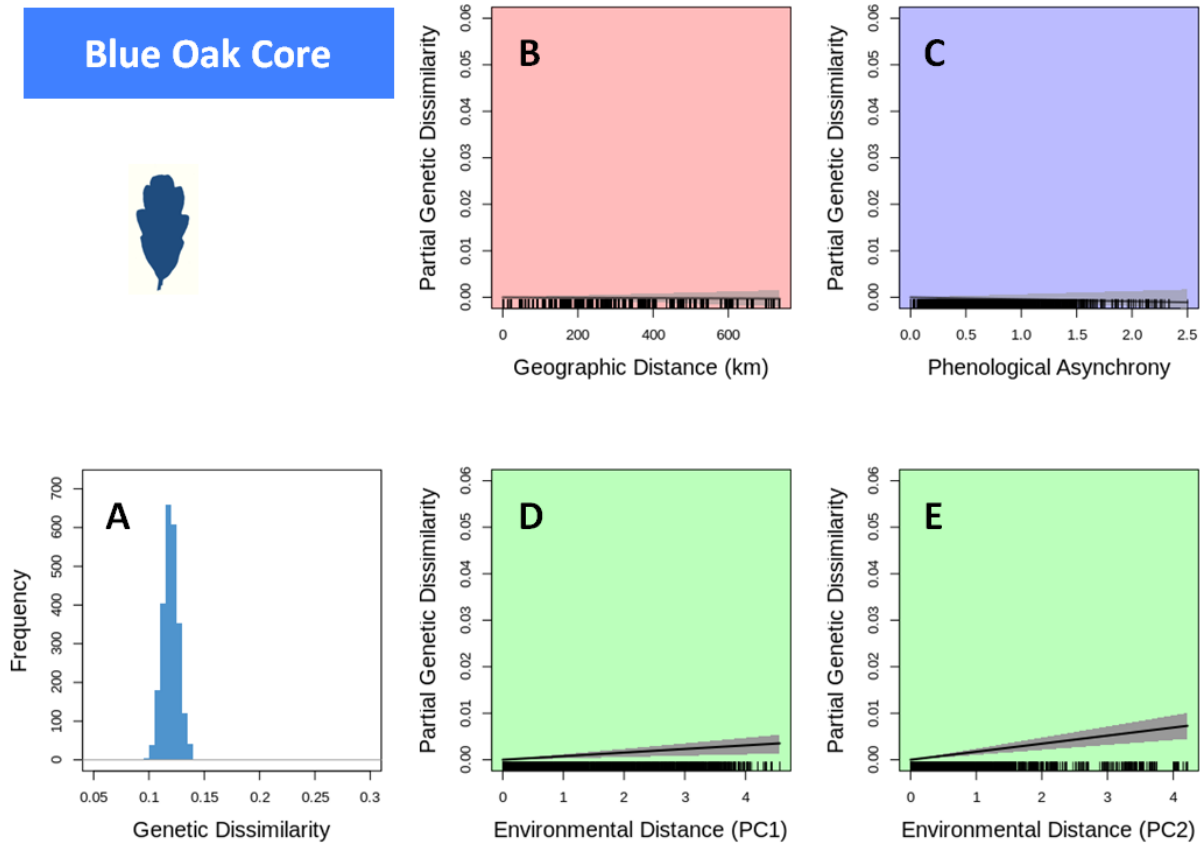 Blue Oak Core
B
Partial Genetic Dissimilarity
0.00 0.01 0.02 0.03 0.04 0.05 0.06
0 200 400 600
Geographic Distance (km)
C
Partial Genetic Dissimilarity
0.00 0.01 0.02 0.03 0.04 0.05 0.06
0.0 0.5 1.0 1.5 2.0 2.5
Phenological Asynchrony
A
Frequency
0 100 200 300 400 500 600 700
0.05 0.1 0.15 0.2 0.25 0.3
Genetic Dissimilarity
D
Partial Genetic Dissimilarity
0.00 0.01 0.02 0.03 0.04 0.05 0.06
0 1 2 3 4
Environmental Distance (PC1)
E
Partial Genetic Dissimilarity
0.00 0.01 0.02 0.03 0.04 0.05 0.06
0 1 2 3 4
Environmental Distance (PC2)